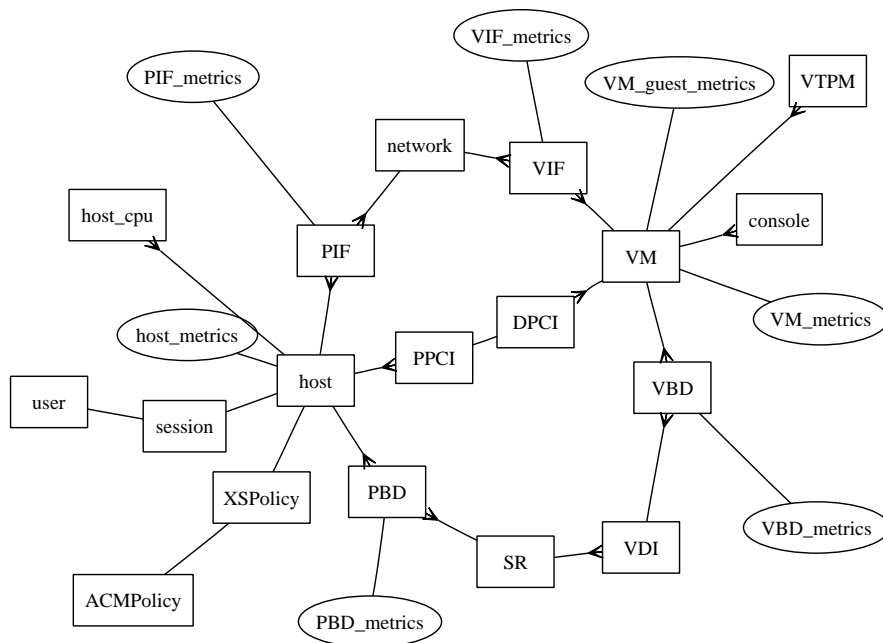 VIF_metrics
PIF_metrics
VM_guest_metrics
VTPM
network
VIF
host_cpu
console
PIF
VM
DPCI
VM_metrics
host_metrics
PPCI
host
VBD
user
session
XSPolicy
PBD
VBD_metrics
SR
VDI
ACMPolicy
PBD_metrics